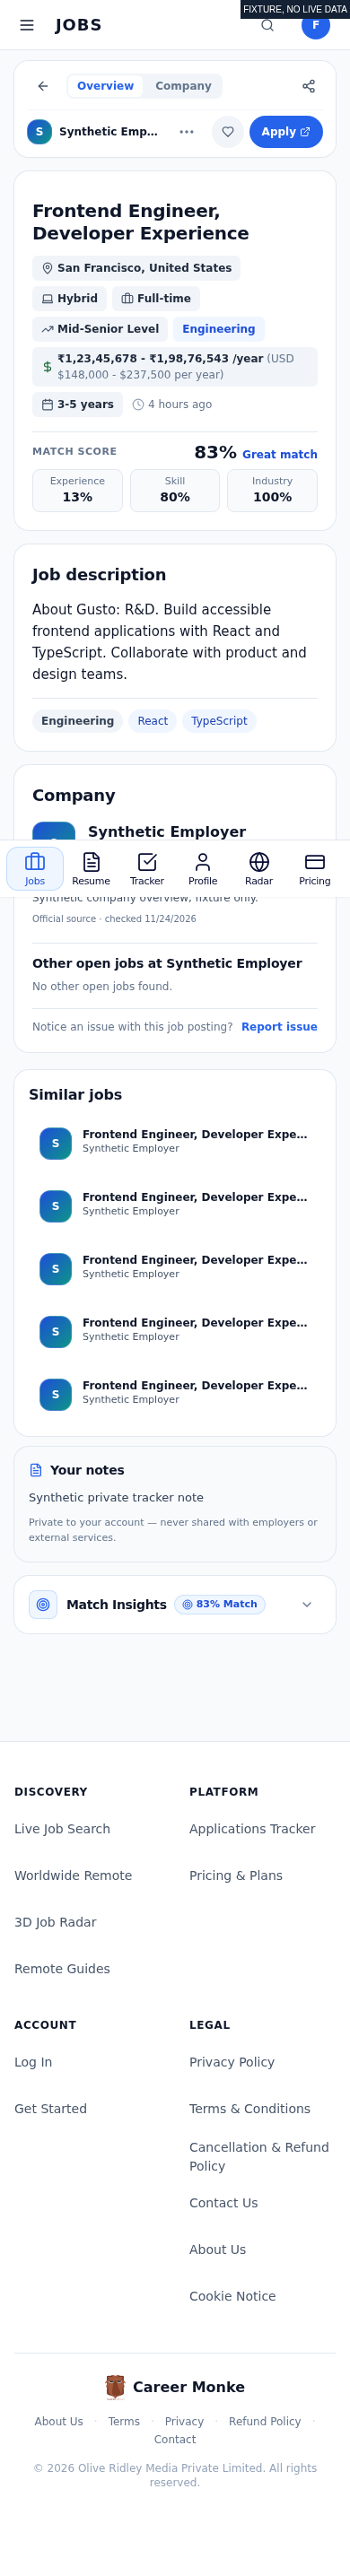 FIXTURE, NO LIVE DATA
JOBS
F
Overview
Company
S
Synthetic Emp...
Apply
Frontend Engineer,
Developer Experience
San Francisco, United States
Hybrid
Full-time
Mid-Senior Level
Engineering
₹1,23,45,678 - ₹1,98,76,543 /year (USD
$148,000 - $237,500 per year)
3-5 years
4 hours ago
MATCH SCORE
83% Great match
Experience
13%
Skill
80%
Industry
100%
Job description
About Gusto: R&D. Build accessible
frontend applications with React and
TypeScript. Collaborate with product and
design teams.
Engineering
React
TypeScript
Company
Synthetic Employer
Jobs
Resume
Tracker
Profile
Radar
Pricing
Synthetic company overview, fixture only.
Official source · checked 11/24/2026
Other open jobs at Synthetic Employer
No other open jobs found.
Notice an issue with this job posting?
Report issue
Similar jobs
S
Frontend Engineer, Developer Expe...
Synthetic Employer
S
Frontend Engineer, Developer Expe...
Synthetic Employer
S
Frontend Engineer, Developer Expe...
Synthetic Employer
S
Frontend Engineer, Developer Expe...
Synthetic Employer
S
Frontend Engineer, Developer Expe...
Synthetic Employer
Your notes
Synthetic private tracker note
Private to your account — never shared with employers or
external services.
Match Insights
83% Match
DISCOVERY
Live Job Search
Worldwide Remote
3D Job Radar
Remote Guides
PLATFORM
Applications Tracker
Pricing & Plans
ACCOUNT
Log In
Get Started
LEGAL
Privacy Policy
Terms & Conditions
Cancellation & Refund
Policy
Contact Us
About Us
Cookie Notice
Career Monke
About Us · Terms · Privacy · Refund Policy ·
Contact
© 2026 Olive Ridley Media Private Limited. All rights
reserved.